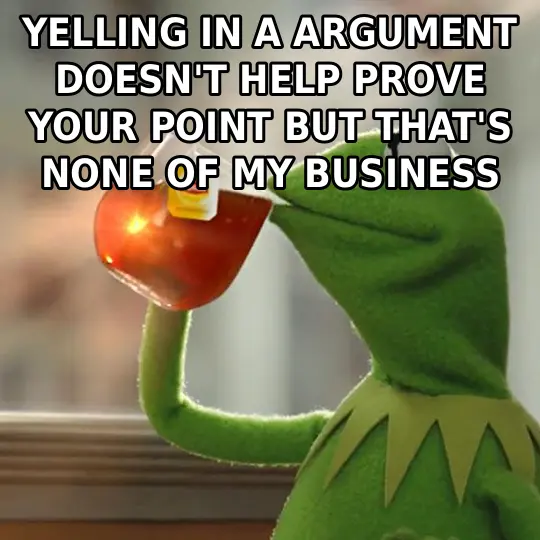 YELLING IN A ARGUMENT
DOESN'T HELP PROVE
YOUR POINT BUT THAT'S
NONE OF MY BUSINESS